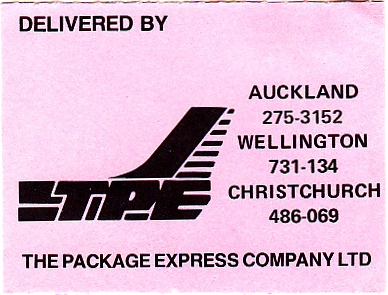 DELIVERED BY
AUCKLAND
275-3152
WELLINGTON
731-134
CHRISTCHURCH
486-069
TPE
THE PACKAGE EXPRESS COMPANY LTD